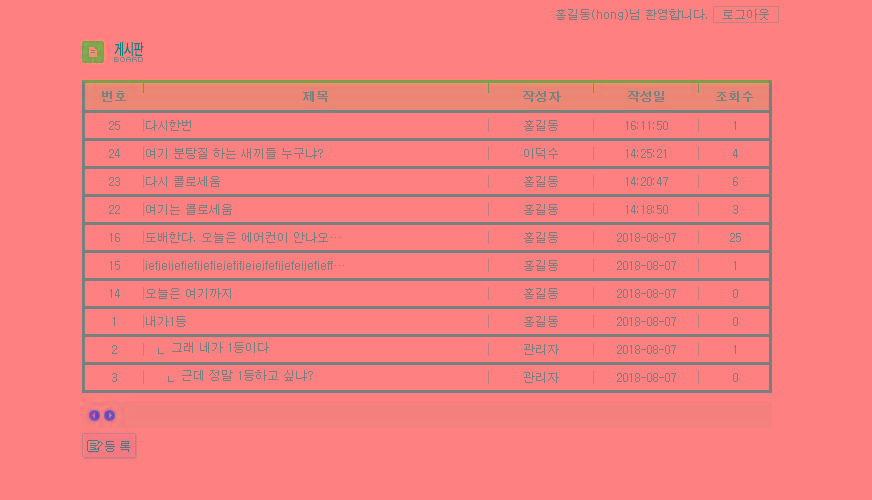 홍길동(hong)님 환영합니다. 로그아웃
게시판
BOARD
번호 제목 작성자 작성일 조회수
25 다시한번 홍길동 16:11:50 1
24 여기 분탕질 하는 새끼들 누구냐? 이덕수 14:25:21 4
23 다시 콜로세움 홍길동 14:20:47 6
22 여기는 콜로세움 홍길동 14:18:50 3
16 도배한다. 오늘은 에어컨이 안나오… 홍길동 2018-08-07 25
15 홍길동 2018-08-07 1
14 오늘은 여기까지 홍길동 2018-08-07 0
1 내가1등 홍길동 2018-08-07 0
2 ㄴ 그래 네가 1등이다 관리자 2018-08-07 1
3 ㄴ 근데 정말 1등하고 싶냐? 관리자 2018-08-07 0
등 록